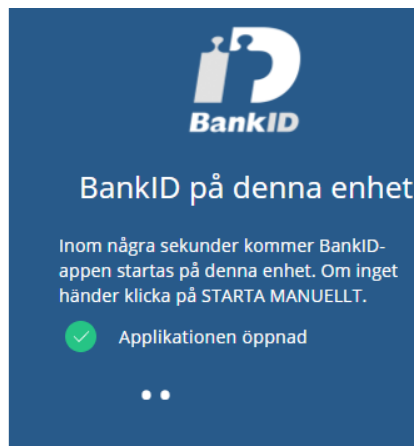 BankID
BankID på denna enhet
Inom några sekunder kommer BankID-
appen startas på denna enhet. Om inget
händer klicka på STARTA MANUELLT.
Applikationen öppnad